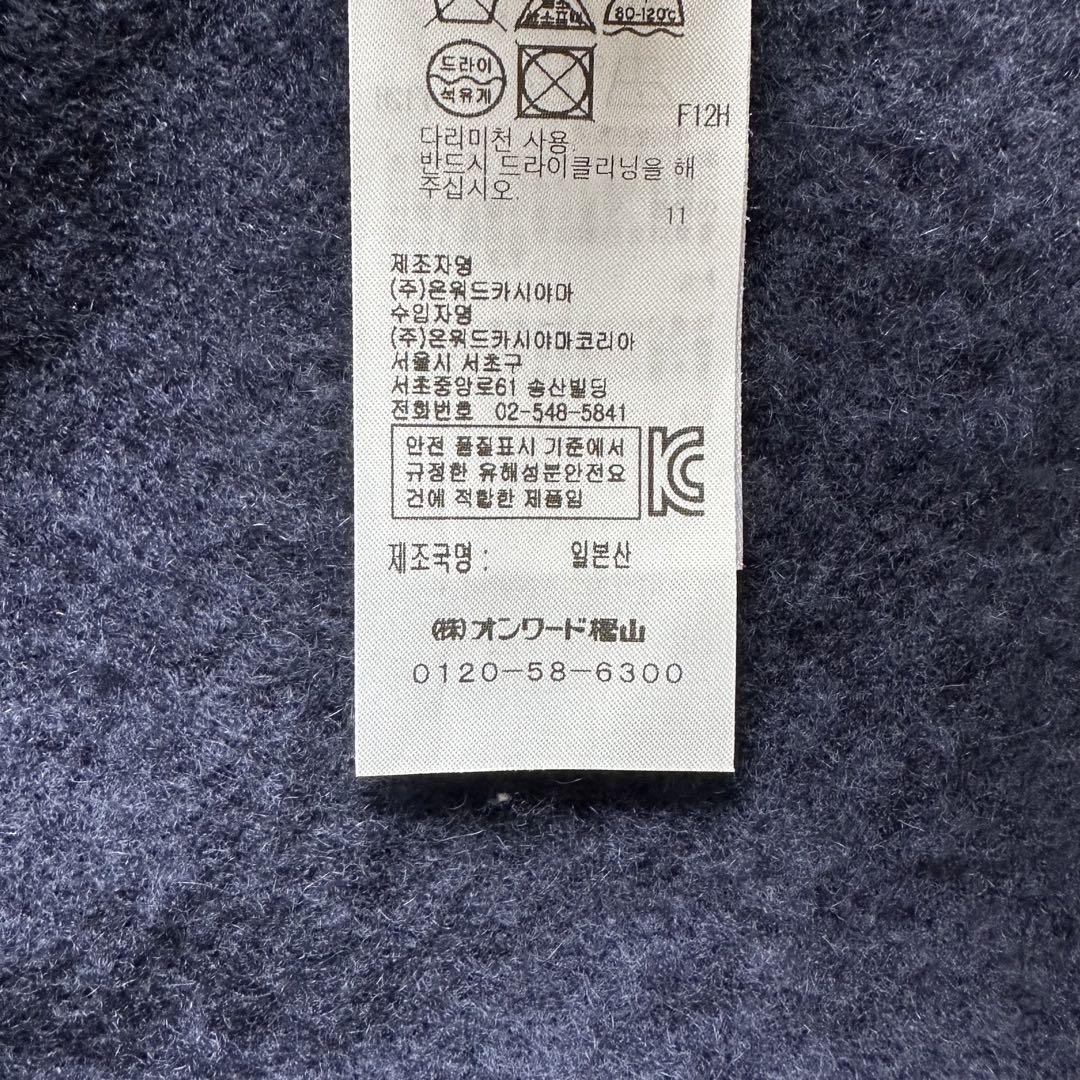 80-120℃
드라이
석유계
F12H
다리미천 사용.
반드시 드라이클리닝을 해
주십시오.
11
제조자명
(주)온워드카시야마
수입자명
(주)온워드카시야마코리아
서울시 서초구
서초중앙로61 송산빌딩
전화번호 02-548-5841
안전 품질표시 기준에서
규정한 유해성분안전요
건에 적합한 제품임
제조국명 : 일본산
㈱オンワード樫山
0120-58-6300